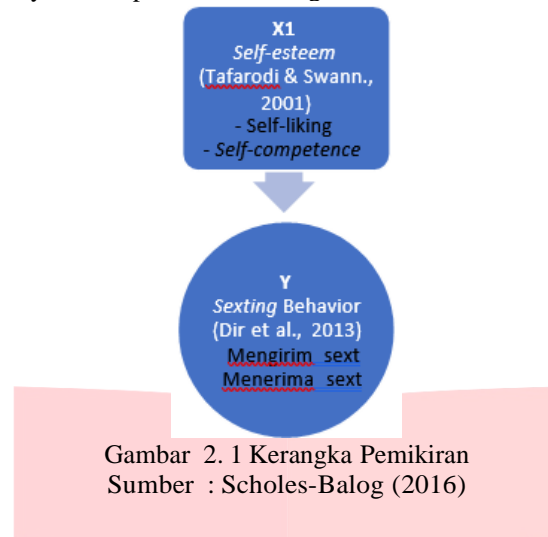 X1
Self-esteem
(Tafarodi & Swann.,
2001)
- Self-liking
- Self-competence
Y
Sexting Behavior
(Dir et al., 2013)
Mengirim sext
Menerima sext
Gambar 2. 1 Kerangka Pemikiran
Sumber : Scholes-Balog (2016)